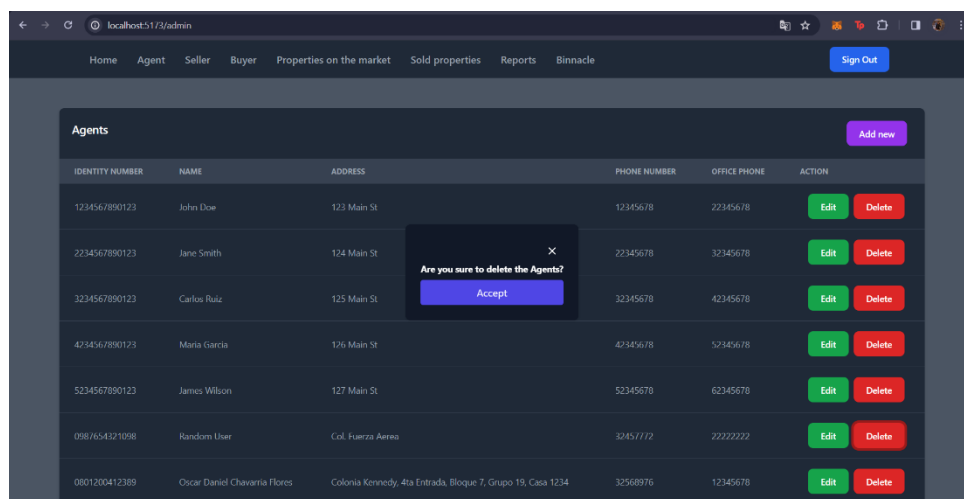 localhost:5173/admin
Home Agent Seller Buyer Properties on the market Sold properties Reports Binnacle Sign Out
Agents Add new
IDENTITY NUMBER NAME ADDRESS PHONE NUMBER OFFICE PHONE ACTION
1234567890123 John Doe 123 Main St 12345678 22345678 Edit Delete
2234567890123 Jane Smith 124 Main St 22345678 32345678 Edit Delete
Are you sure to delete the Agents?
Accept
3234567890123 Carlos Ruiz 125 Main St 32345678 42345678 Edit Delete
4234567890123 Maria Garcia 126 Main St 42345678 52345678 Edit Delete
5234567890123 James Wilson 127 Main St 52345678 62345678 Edit Delete
0987654321098 Random User Col. Fuerza Aerea 32457772 22222222 Edit Delete
0801200412389 Oscar Daniel Chavarria Flores Colonia Kennedy, 4ta Entrada, Bloque 7, Grupo 19, Casa 1234 32568976 12345678 Edit Delete